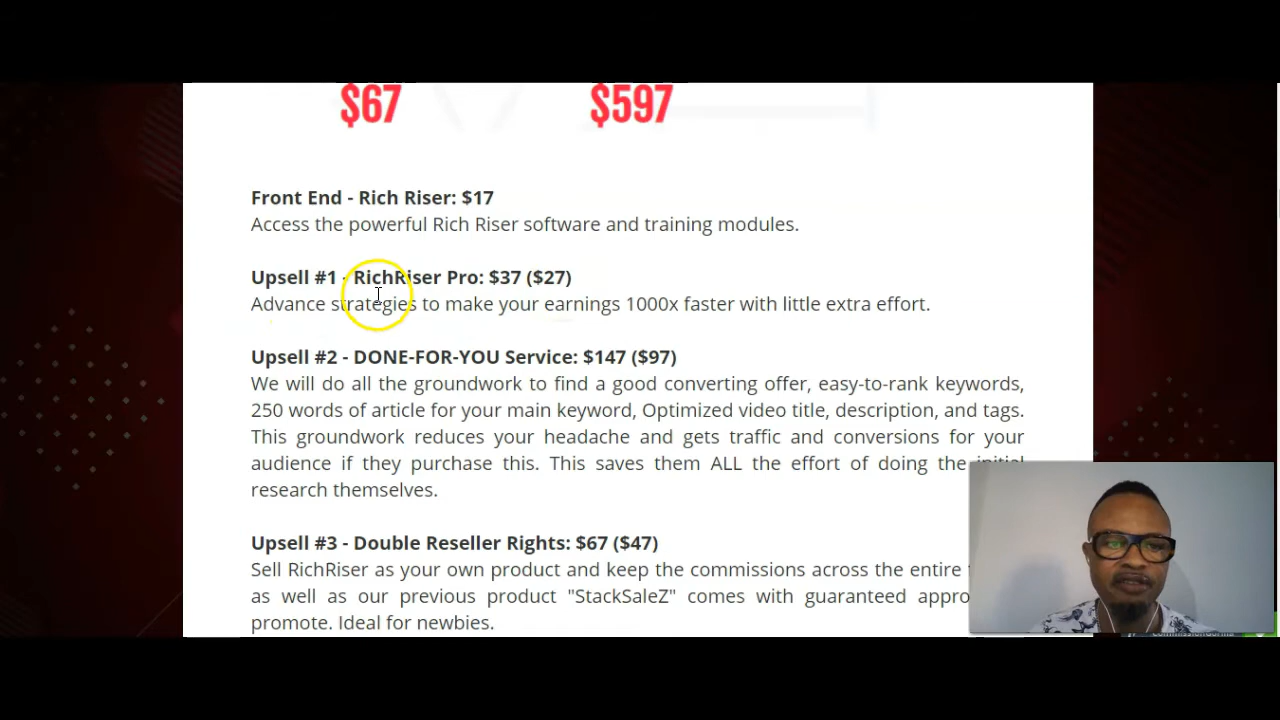 $67 $597
Front End - Rich Riser: $17
Access the powerful Rich Riser software and training modules.
Upsell #1 - RichRiser Pro: $37 ($27)
Advance strategies to make your earnings 1000x faster with little extra effort.
Upsell #2 - DONE-FOR-YOU Service: $147 ($97)
We will do all the groundwork to find a good converting offer, easy-to-rank keywords,
250 words of article for your main keyword, Optimized video title, description, and tags.
This groundwork reduces your headache and gets traffic and conversions for your
audience if they purchase this. This saves them ALL the effort of doing the initial
research themselves.
Upsell #3 - Double Reseller Rights: $67 ($47)
Sell RichRiser as your own product and keep the commissions across the entire
as well as our previous product "StackSaleZ" comes with guaranteed
promote. Ideal for newbies.